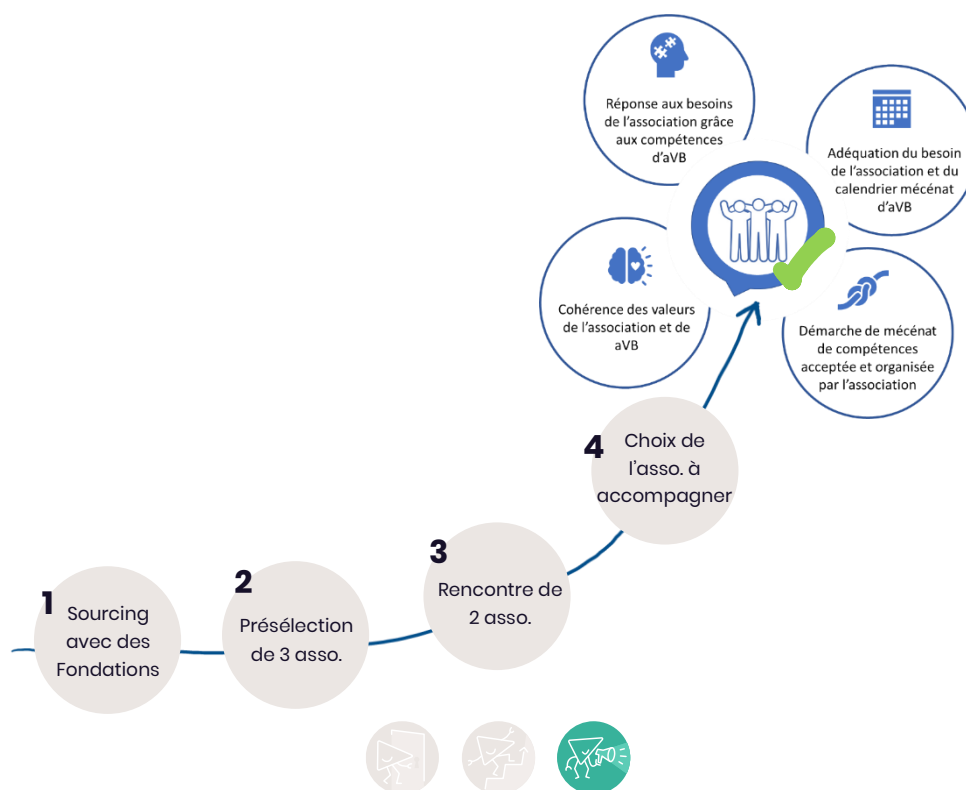 Réponse aux besoins
de l'association grâce
aux compétences
d'aVB
Adéquation du besoin
de l'association et du
calendrier mécénat
d'aVB
Cohérence des valeurs
de l'association et de
aVB
Démarche de mécénat
de compétences
acceptée et organisée
par l'association
4
Choix de
l'asso. à
accompagner
3
Rencontre de
2 asso.
2
Présélection
de 3 asso.
1
Sourcing
avec des
Fondations